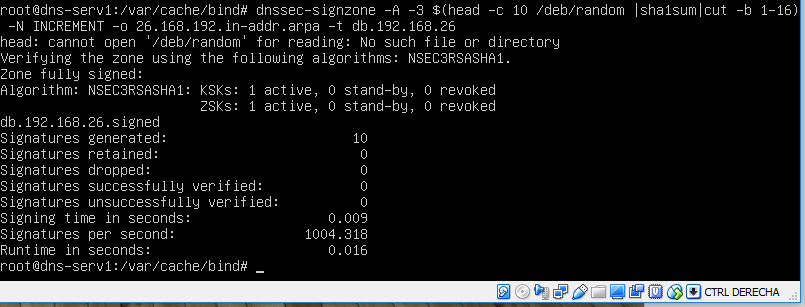 root@dns-serv1:/var/cache/bind# dnssec-signzone -A -3 $(head -c 10 /deb/random |sha1sum|cut -b 1-16)
 -N INCREMENT -o 26.168.192.in-addr.arpa -t db.192.168.26
head: cannot open '/deb/random' for reading: No such file or directory
Verifying the zone using the following algorithms: NSEC3RSASHA1.
Zone fully signed:
Algorithm: NSEC3RSASHA1: KSKs: 1 active, 0 stand-by, 0 revoked
                         ZSKs: 1 active, 0 stand-by, 0 revoked
db.192.168.26.signed
Signatures generated:                       10
Signatures retained:                         0
Signatures dropped:                          0
Signatures successfully verified:            0
Signatures unsuccessfully verified:          0
Signing time in seconds:                 0.009
Signatures per second:                1004.318
Runtime in seconds:                      0.016
root@dns-serv1:/var/cache/bind# _
CTRL DERECHA